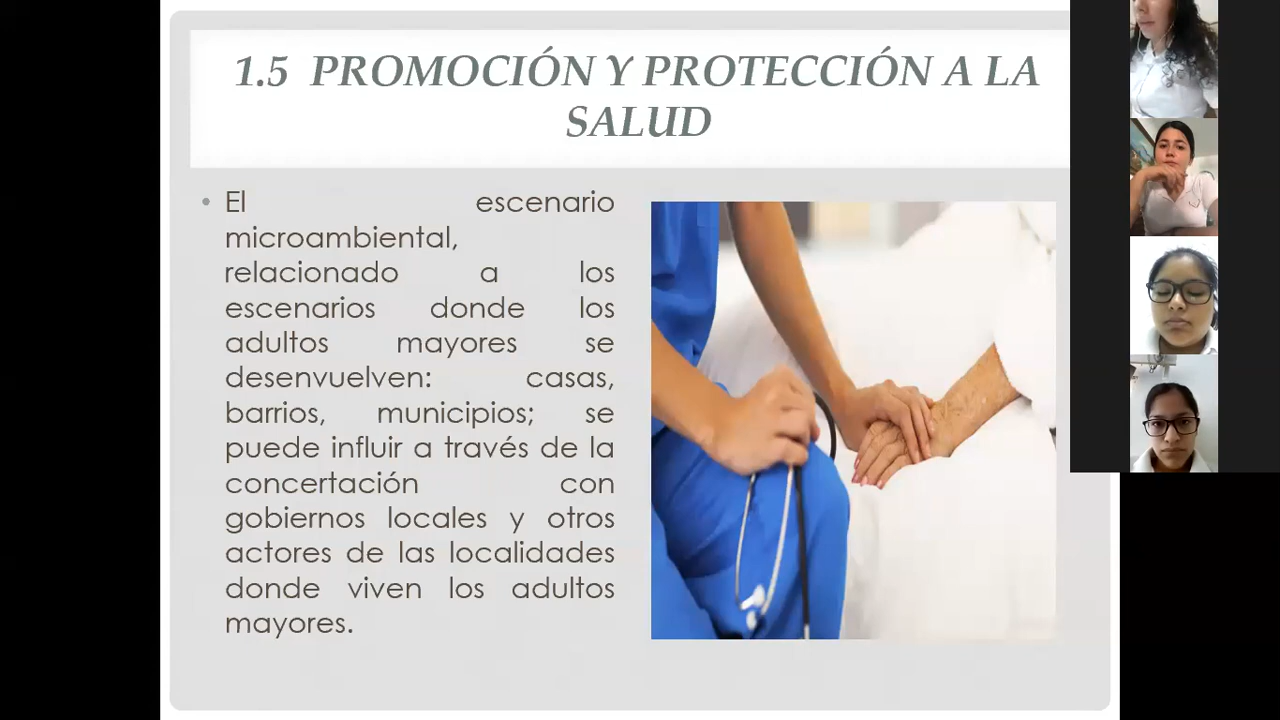 1.5 PROMOCIÓN Y PROTECCIÓN A LA
SALUD
• El escenario
microambiental,
relacionado a los
escenarios donde los
adultos mayores se
desenvuelven: casas,
barrios, municipios; se
puede influir a través de la
concertación con
gobiernos locales y otros
actores de las localidades
donde viven los adultos
mayores.